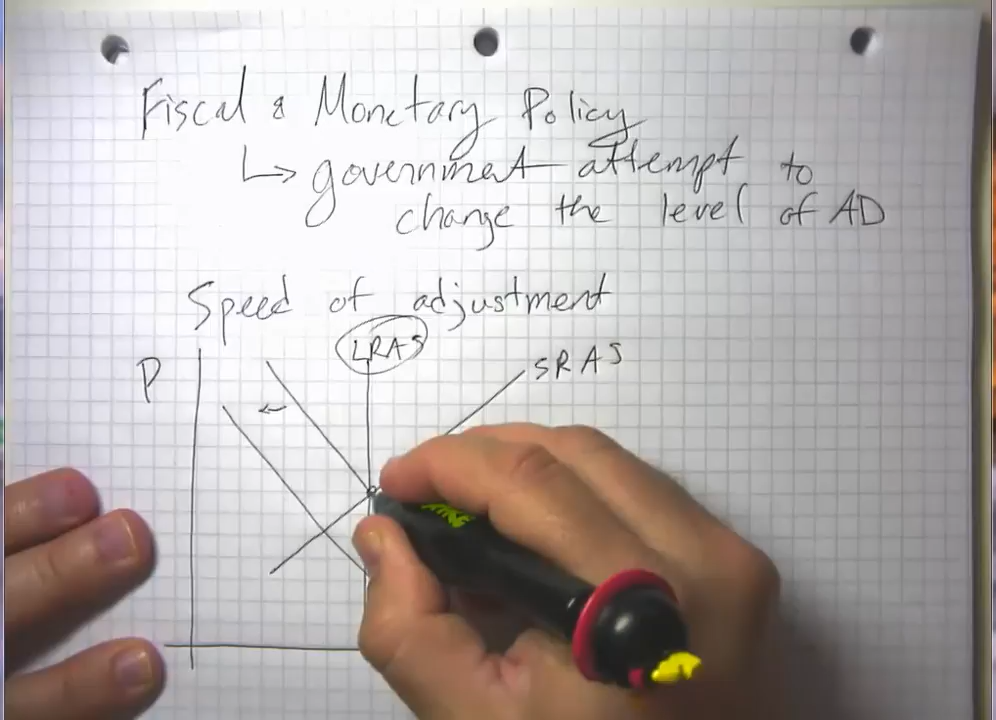 Fiscal & Monetary Policy
↳ government attempt to
change the level of AD
Speed of adjustment
P
LRAS
SRAS